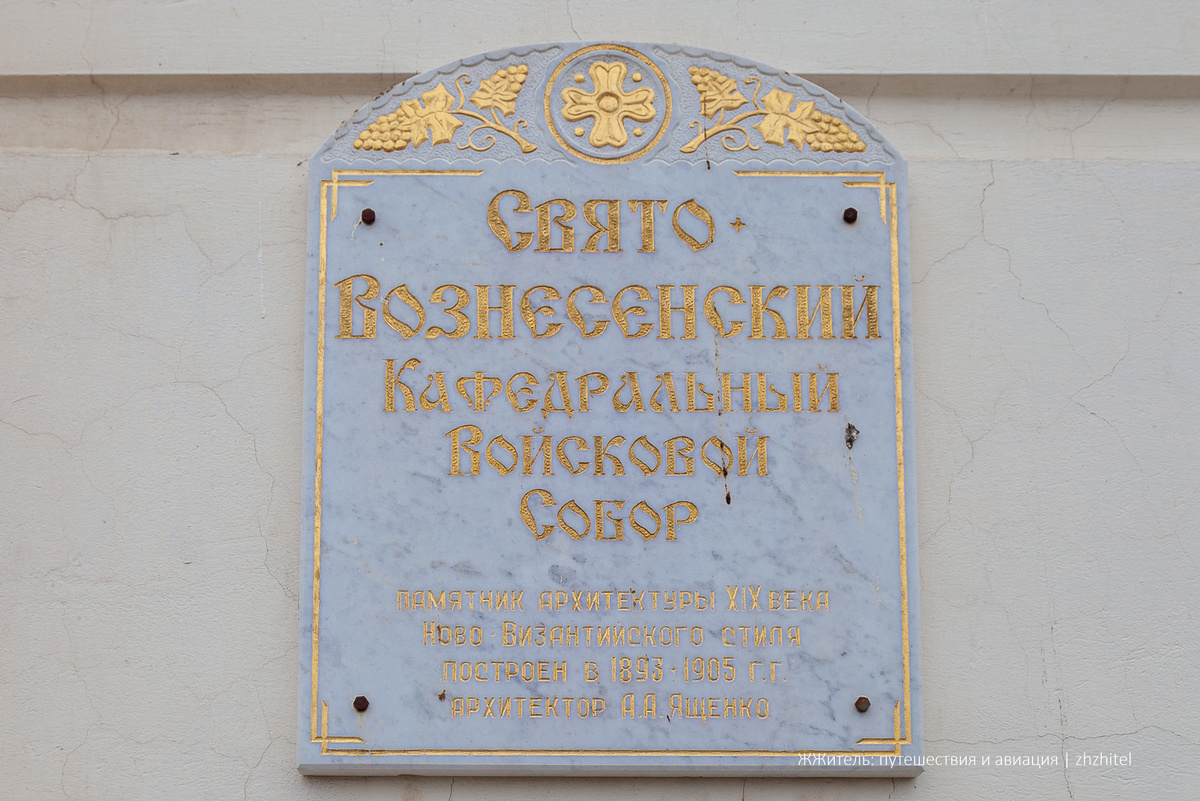 Свято-
Вознесенский
Кафедральный
Войсковой
Собор
памятник архитектуры XIX века
Ново-Византийского стиля
построен в 1893-1905 г.г.
архитектор А.А. Ященко
ЖЖитель: путешествия и авиация | zhzhitel